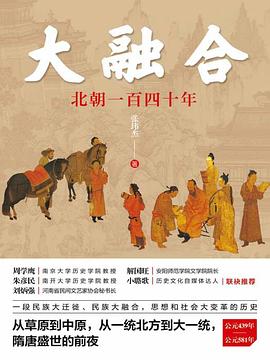 大融合
北朝一百四十年
张玮杰
著
周学鹰 南京大学历史学院教授
解国旺 安阳师范学院文学院院长
朱彦民 南开大学历史学院教授
小璐歌 历史文化自媒体达人
刘炳强 河南省民间文艺家协会秘书长
联袂推荐
一段民族大迁徙、民族大融合，思想和社会大变革的历史
从草原到中原，从一统北方到大一统，
隋唐盛世的前夜
公元439年
公元581年